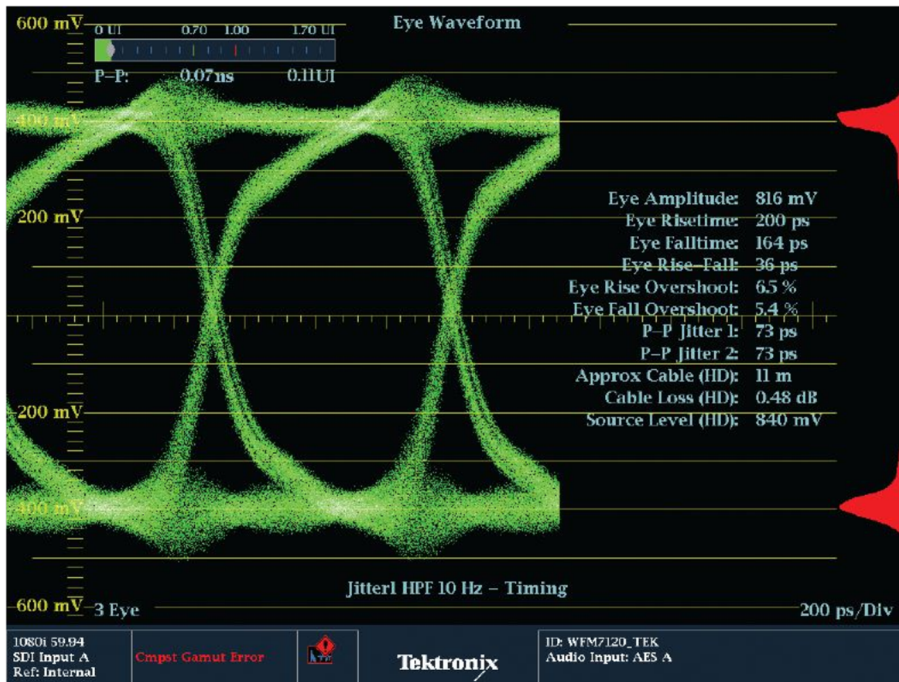 600 mV
Eye Waveform
0 UI 0.70 1.00 1.70 UI
P-P: 0.07ns 0.11UI
400 mV
200 mV
Eye Amplitude: 816 mV
Eye Risetime: 200 ps
Eye Falltime: 164 ps
Eye Rise-Fall: 36 ps
Eye Rise Overshoot: 6.5 %
Eye Fall Overshoot: 5.4 %
P-P Jitter 1: 73 ps
P-P Jitter 2: 73 ps
Approx Cable (HD): 11 m
Cable Loss (HD): 0.48 dB
Source Level (HD): 840 mV
200 mV
400 mV
Jitter1 HPF 10 Hz - Timing
-600 mV
3 Eye
200 ps/Div
1080i 59.94
SDI Input A
Ref: Internal
Cmpst Gamut Error
Tektronix
ID: WFM7120_TEK
Audio Input: AES A